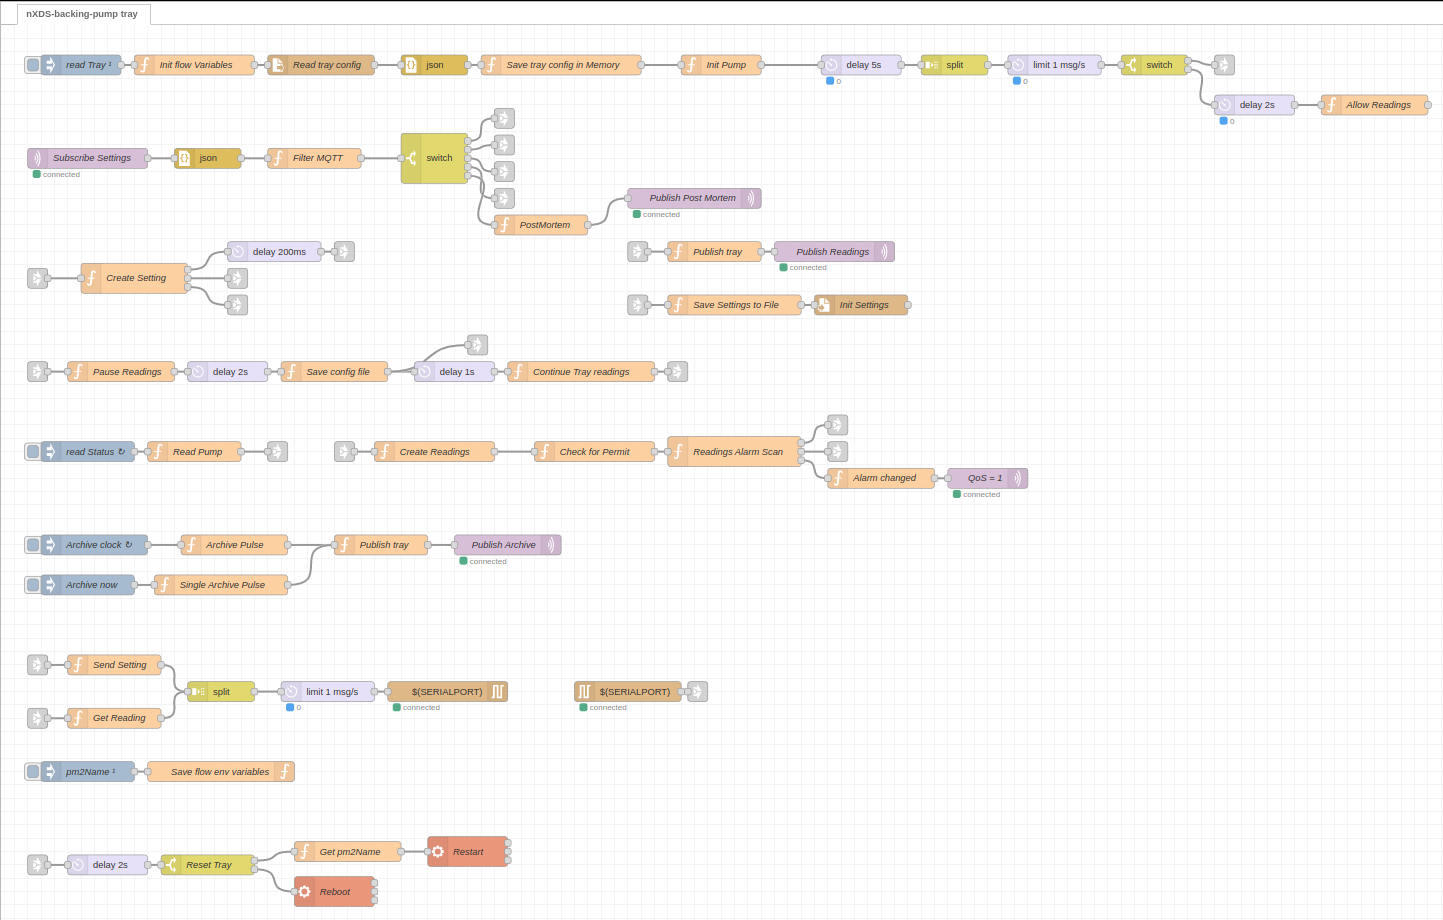 nXDS-backing-pump tray
read Tray ¹
Init flow Variables
Read tray config
json
Save tray config in Memory
Init Pump
delay 5s
split
limit 1 msg/s
switch
0
0
delay 2s
Allow Readings
0
Subscribe Settings
json
Filter MQTT
switch
connected
Publish Post Mortem
connected
PostMortem
delay 200ms
Publish tray
Publish Readings
connected
Create Setting
Save Settings to File
Init Settings
Pause Readings
delay 2s
Save config file
delay 1s
Continue Tray readings
read Status ↻
Read Pump
Create Readings
Check for Permit
Readings Alarm Scan
Alarm changed
QoS = 1
connected
Archive clock ↻
Archive Pulse
Publish tray
Publish Archive
connected
Archive now
Single Archive Pulse
Send Setting
split
limit 1 msg/s
$(SERIALPORT)
$(SERIALPORT)
0
connected
connected
Get Reading
pm2Name ¹
Save flow env variables
Get pm2Name
Restart
delay 2s
Reset Tray
Reboot